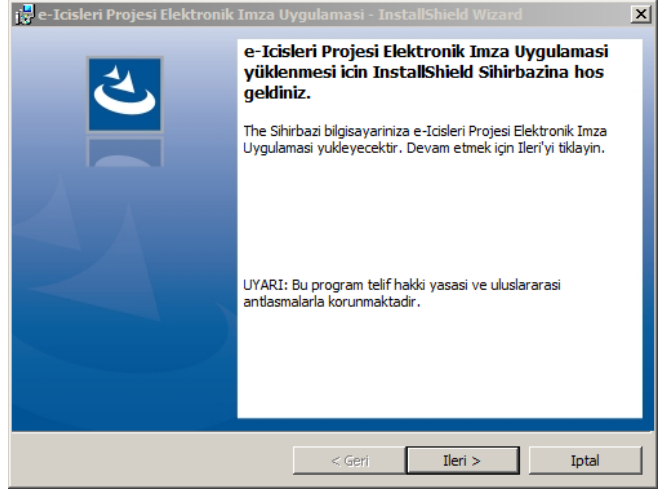 e-Icisleri Projesi Elektronik Imza Uygulamasi - InstallShield Wizard
e-Icisleri Projesi Elektronik Imza Uygulamasi
yüklenmesi icin InstallShield Sihirbazina hos
geldiniz.
The Sihirbazi bilgisayariniza e-Icisleri Projesi Elektronik Imza
Uygulamasi yukleyecektir. Devam etmek için Ileri'yi tiklayin.
UYARI: Bu program telif hakki yasasi ve uluslararasi
antlasmalarla korunmaktadir.
< Geri
Ileri >
Iptal